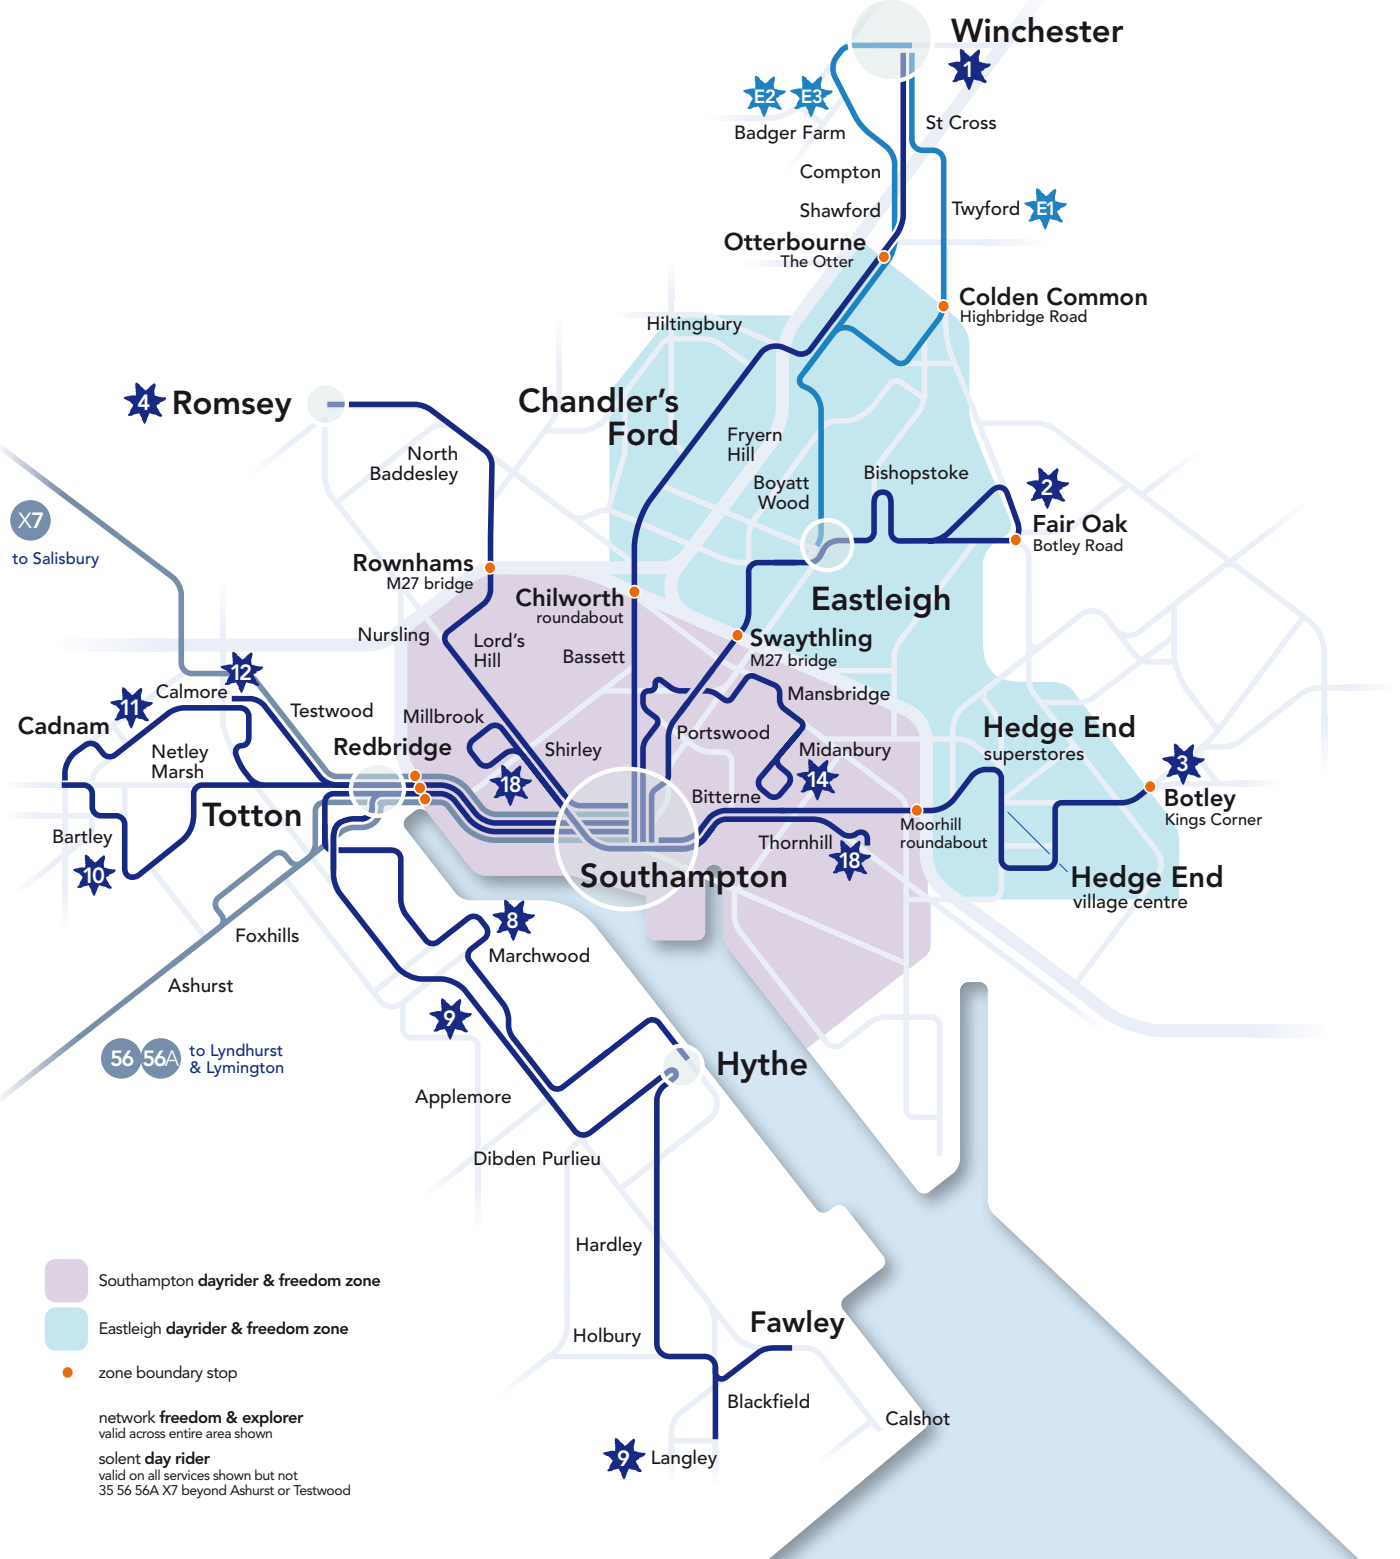 Winchester
1
E2 E3
Badger Farm
St Cross
Compton
Shawford
Twyford E1
Otterbourne
The Otter
Colden Common
Highbridge Road
Hiltingbury
Chandler's
Ford
4 Romsey
Fryern
Hill
North
Baddesley
Boyatt
Wood
Bishopstoke
2
Fair Oak
Botley Road
X7
to Salisbury
Rownhams
M27 bridge
Chilworth
roundabout
Eastleigh
Nursling
Lord's
Hill
Bassett
Swaythling
M27 bridge
12
Calmore
11
Cadnam
Testwood
Millbrook
Mansbridge
Netley
Marsh
Redbridge
Shirley
Portswood
Midanbury
14
Hedge End
superstores
3
Botley
Kings Corner
18
Bitterne
Totton
Bartley
10
Moorhill
roundabout
Thornhill
18
Southampton
Hedge End
village centre
8
Foxhills
Marchwood
Ashurst
9
56 56A
to Lyndhurst
& Lymington
Hythe
Applemore
Dibden Purlieu
Hardley
Southampton dayrider & freedom zone
Eastleigh dayrider & freedom zone
Holbury
Fawley
zone boundary stop
Blackfield
Calshot
network freedom & explorer
valid across entire area shown
9 Langley
solent day rider
valid on all services shown but not
35 56 56A X7 beyond Ashurst or Testwood